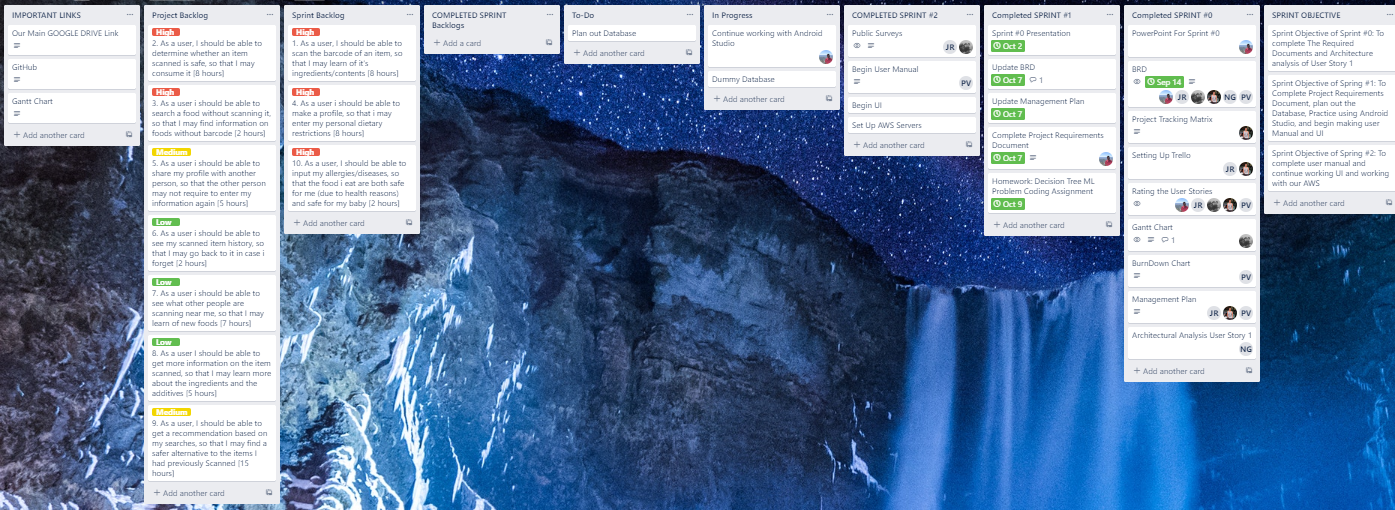 IMPORTANT LINKS
Our Main GOOGLE DRIVE Link
GitHub
Gantt Chart
+ Add another card
Project Backlog
High
2. As a user, I should be able to
determine whether an item
scanned is safe, so that I may
consume it [8 hours]
High
3. As a user, I should be able to
search a food without scanning it,
so that I may find information on
foods without barcode [2 hours]
Medium
5. As a user i should be able to
share my profile with another
person, so that the other person
may not require to enter my
information again [5 hours]
Low
6. As a user i should be able to
see my scanned item history, so
that I may go back to it in case i
forget [2 hours]
Low
7. As a user i should be able to
see what other people are
scanning near me, so that i may
learn of new foods [7 hours]
Low
8. As a user I should be able to
get more information on the item
scanned, so that I may learn more
about the ingredients and the
additives [5 hours]
Medium
9. As a user, I should be able to
get a recommendation based on
my searches, so that I may find a
safer alternative to the items I
had previously Scanned [15
hours]
+ Add another card
Sprint Backlog
High
1. As a user, I should be able to
scan the barcode of an item, so
that I may learn of it's
ingredients/contents [8 hours]
High
4. As a user, I should be able to
make a profile, so that i may
enter my personal dietary
restrictions [8 hours]
High
10. As a user, I should be able to
input my allergies/diseases, so
that the food i eat are both safe
for me (due to health reasons)
and safe for my baby [2 hours]
+ Add another card
COMPLETED SPRINT
Backlogs
+ Add a card
To-Do
Plan out Database
+ Add another card
In Progress
Continue working with Android
Studio
Dummy Database
+ Add another card
COMPLETED SPRINT #2
Public Surveys
JR
Begin User Manual
PV
Begin UI
Set Up AWS Servers
+ Add another card
Completed SPRINT #1
Sprint #0 Presentation
Oct 2
Update BRD
Oct 7 1
Update Management Plan
Oct 7
Complete Project Requirements
Document
Oct 7
Homework: Decision Tree ML
Problem Coding Assignment
Oct 9
+ Add another card
Completed SPRINT #0
PowerPoint For Sprint #0
BRD
Sep 14
JR NG PV
Project Tracking Matrix
Setting Up Trello
JR
Rating the User Stories
JR PV
Gantt Chart
1
BurnDown Chart
PV
Management Plan
JR PV
Architectural Analysis User Story 1
NG
+ Add another card
SPRINT OBJECTIVE
Sprint Objective of Sprint #0: To
complete The Required
Documents and Architecture
analysis of User Story 1
Sprint Objective of Spring #1: To
Complete Project Requirements
Document, plan out the
Database, Practice using Android
Studio, and begin making user
Manual and UI
Sprint Objective of Spring #2: To
complete user manual and
continue working UI and working
with our AWS
+ Add another card